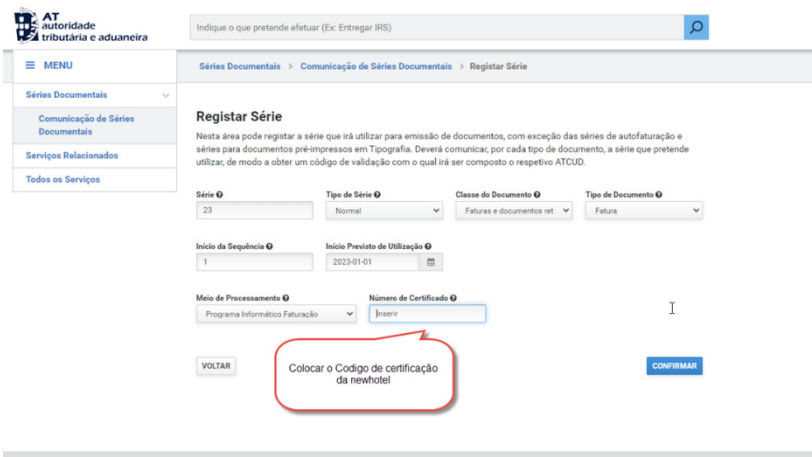 AT
autoridade
tributária e aduaneira
Indique o que pretende efetuar (Ex: Entregar IRS)
MENU
Séries Documentais > Comunicação de Séries Documentais > Registar Série
Séries Documentais
Comunicação de Séries
Documentais
Serviços Relacionados
Todos os Serviços
Registar Série
Nesta área pode registar a série que irá utilizar para emissão de documentos, com exceção das séries de autofaturação e
séries para documentos pré-impressos em Tipografia. Deverá comunicar, por cada tipo de documento, a série que pretende
utilizar, de modo a obter um código de validação com o qual irá ser composto o respetivo ATCUD.
Série Tipo de Série Classe do Documento Tipo de Documento
23 Normal Faturas e documentos ret Fatura
Início da Sequência Início Previsto de Utilização
1 2023-01-01
Meio de Processamento Número de Certificado
Programa Informático Faturação Inserir
VOLTAR
Colocar o Codigo de certificação
da newhotel
CONFIRMAR